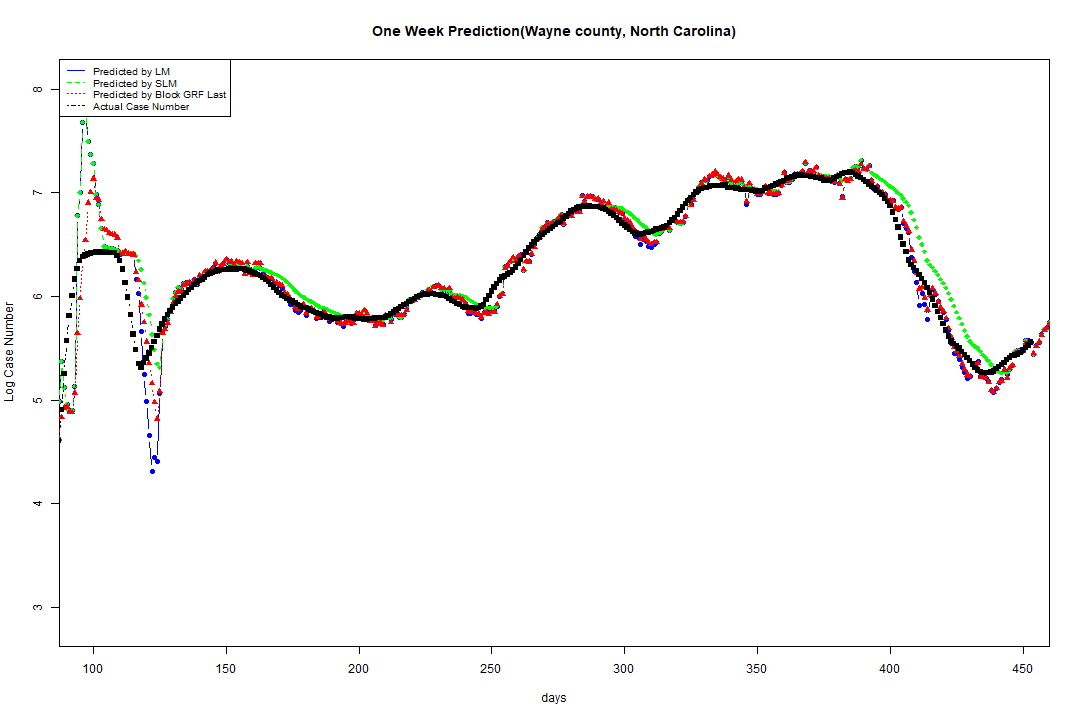 One Week Prediction(Wayne county, North Carolina)
Predicted by LM
Predicted by SLM
Predicted by Block GRF Last
Actual Case Number
Log Case Number
8
7
6
5
4
3
100 150 200 250 300 350 400 450
days